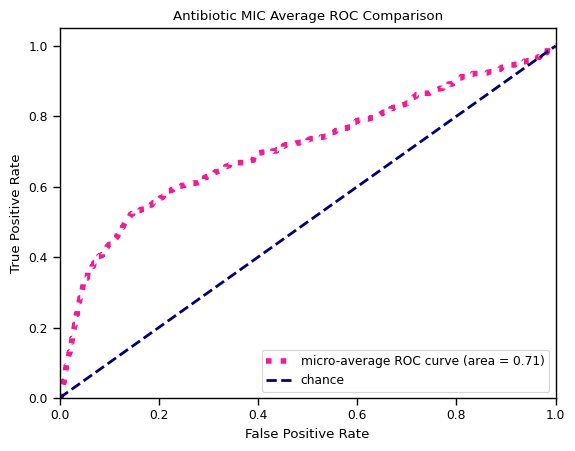 Antibiotic MIC Average ROC Comparison
True Positive Rate
1.0
0.8
0.6
0.4
0.2
0.0
0.0 0.2 0.4 0.6 0.8 1.0
False Positive Rate
micro-average ROC curve (area = 0.71)
chance